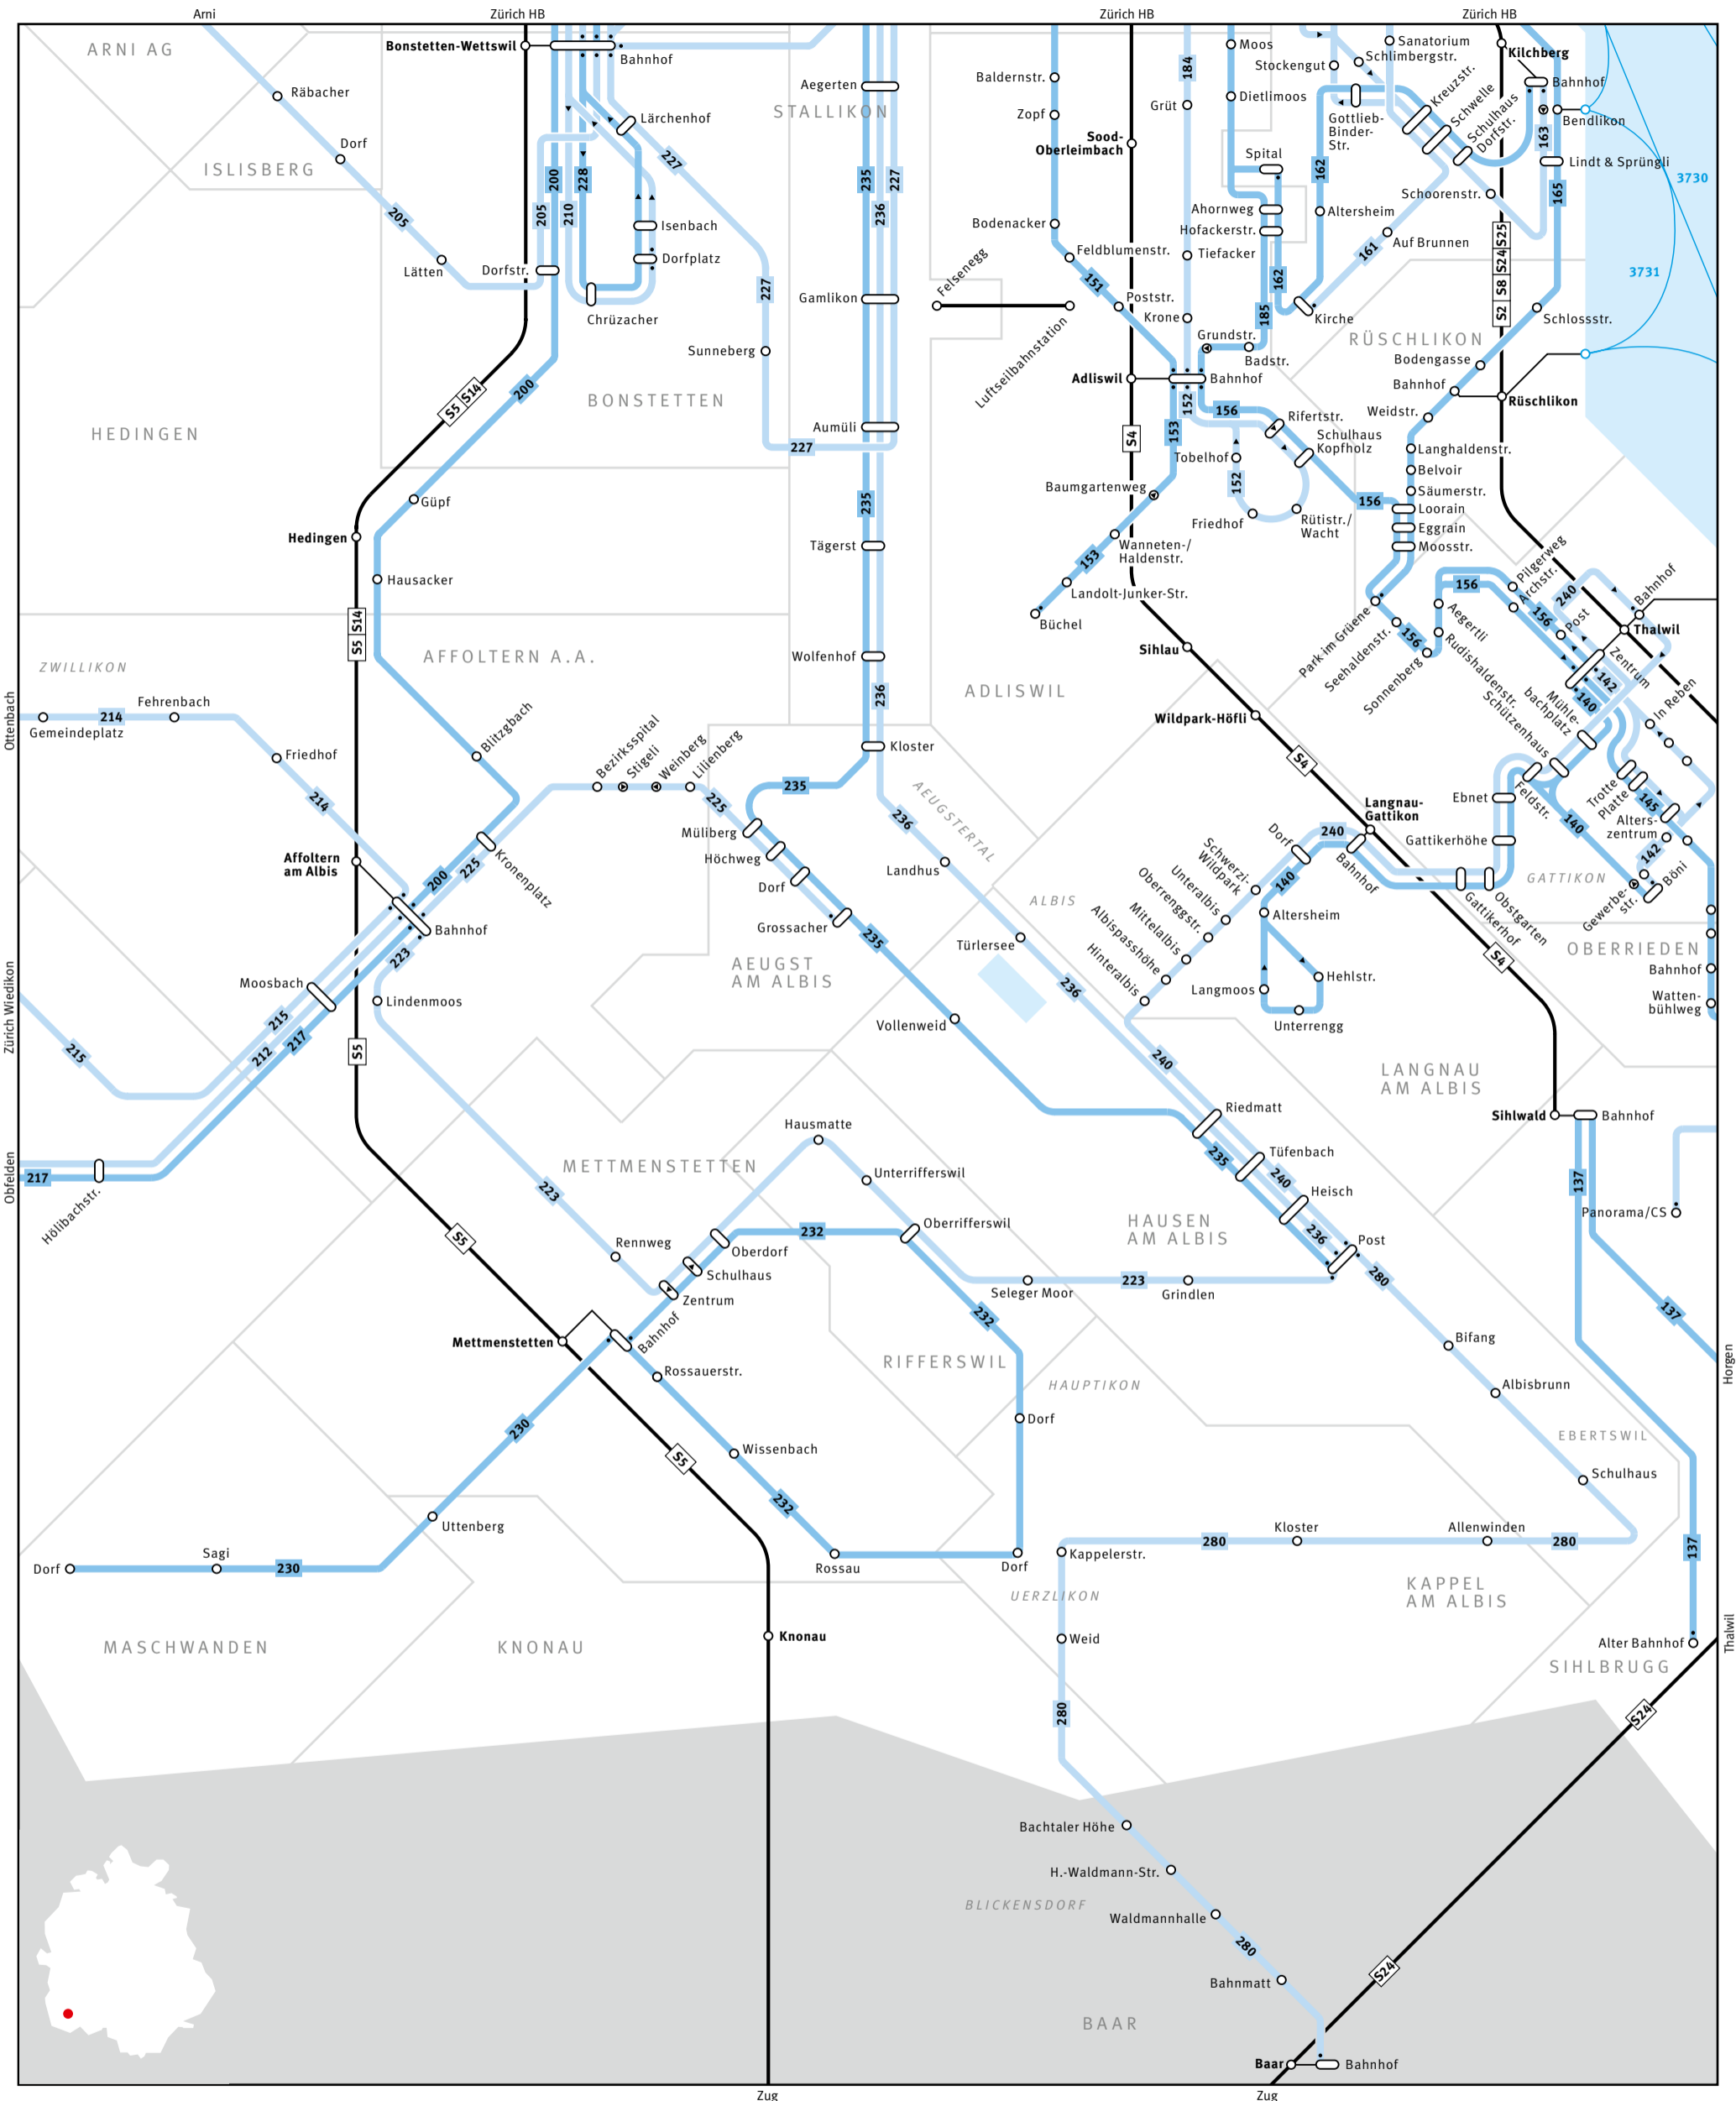 Arni
Zürich HB
Zürich HB
Zürich HB
ARNI AG
Bonstetten-Wettswil
Bahnhof
Räbacher
Dorf
ISLISBERG
205
Lätten
Dorfstr.
205
200
210
228
Lärchenhof
227
Isenbach
Dorfplatz
Chrüzacher
227
Sunneberg
BONSTETTEN
227
S5 S14
200
HEDINGEN
Güpf
Hedingen
Hausacker
S5 S14
STALLIKON
Aegerten
235
236
227
Gamlikon
Aumüli
235
Tägerst
Wolfenhof
236
Kloster
Baldernstr.
Zopf
Bodenacker
Feldblumenstr.
151
Poststr.
Felsenegg
Luftseilbahnstation
Sood-
Oberleimbach
184
Grüt
Tiefacker
Krone
Adliswil
Bahnhof
S4
Moos
Dietlimoos
Spital
Ahornweg
Hofackerstr.
162
185
Grundstr.
Badstr.
Kirche
162
Altersheim
161
Auf Brunnen
Stockengut
Sanatorium
Schlimbergstr.
Gottlieb-
Binder-
Str.
Kreuzstr.
Schwelle
Schulhaus
Dorfstr.
Kilchberg
Bahnhof
Bendlikon
163
Lindt & Sprüngli
165
Schoorenstr.
S2 S8 S24 S25
3730
3731
Schlossstr.
RÜSCHLIKON
Bodengasse
Bahnhof
Rüschlikon
Weidstr.
Langhaldenstr.
Belvoir
Säumerstr.
Loorain
Eggrain
Moosstr.
152
153
156
Rifertstr.
Schulhaus
Kopfholz
Tobelhof
152
Friedhof
Rütistr./
Wacht
156
Baumgartenweg
Wanneten-/
Haldenstr.
153
Landolt-Junker-Str.
Büchel
Sihlau
ADLISWIL
Wildpark-Höfli
S4
Park im Grüene
Seehaldenstr.
156
Sonnenberg
Rudishaldenstr.
Aegertli
156
Pilgerweg
Archstr.
156
Post
240
Bahnhof
Thalwil
Zentrum
142
140
In Reben
Mühle-
bachplatz
Schützenhaus
Feldstr.
Trotte
Platte
145
Alters-
zentrum
142
Böni
Gewerbe-
str.
140
Ebnet
Gattikerhöhe
GATTIKON
Obstgarten
Gattikerhof
Langnau-
Gattikon
Bahnhof
240
Dorf
140
Schwerzi-
Wildpark
Unteralbis
Oberrenggstr.
Mittelalbis
Albispasshöhe
Hinteralbis
Altersheim
Langmoos
Hehlstr.
Unterrengg
S4
OBERRIEDEN
Bahnhof
Watten-
bühlweg
LANGNAU
AM ALBIS
Sihlwald
Bahnhof
137
Panorama/CS
137
Horgen
ZWILLIKON
AFFOLTERN A.A.
Ottenbach
214
Gemeindeplatz
Fehrenbach
Friedhof
214
Blitzgbach
Affoltern
am Albis
200
225
Kronenplatz
Bahnhof
223
Lindenmoos
Moosbach
215
212
217
S5
Zürich Wiedikon
215
Obfelden
217
Hölibachstr.
Bezirksspital
Stigeli
Weinberg
Lilienberg
225
235
Müliberg
Höchweg
Dorf
Grossacher
235
AEUGST
AM ALBIS
Vollenweid
AEUGSTERTAL
236
Landhus
Türlersee
ALBIS
236
240
Riedmatt
235
Tüfenbach
240
Heisch
236
Post
HAUSEN
AM ALBIS
280
Bifang
Albisbrunn
EBERTSWIL
Schulhaus
METTMENSTETTEN
Hausmatte
Unterrifferswil
Oberrifferswil
223
S5
Rennweg
Oberdorf
Schulhaus
Zentrum
232
Seleger Moor
223
Grindlen
Mettmenstetten
Bahnhof
Rossauerstr.
232
RIFFERSWIL
HAUPTIKON
Dorf
230
S5
Wissenbach
232
Uttenberg
Rossau
Dorf
Dorf
Sagi
230
280
Kappelerstr.
Kloster
Allenwinden
280
UERZLIKON
KAPPEL
AM ALBIS
137
Weid
MASCHWANDEN
KNONAU
Knonau
Alter Bahnhof
SIHLBRUGG
Thalwil
280
S24
Bachtaler Höhe
H.-Waldmann-Str.
BLICKENSDORF
Waldmannhalle
280
Bahnmatt
S24
BAAR
Baar
Bahnhof
Zug
Zug